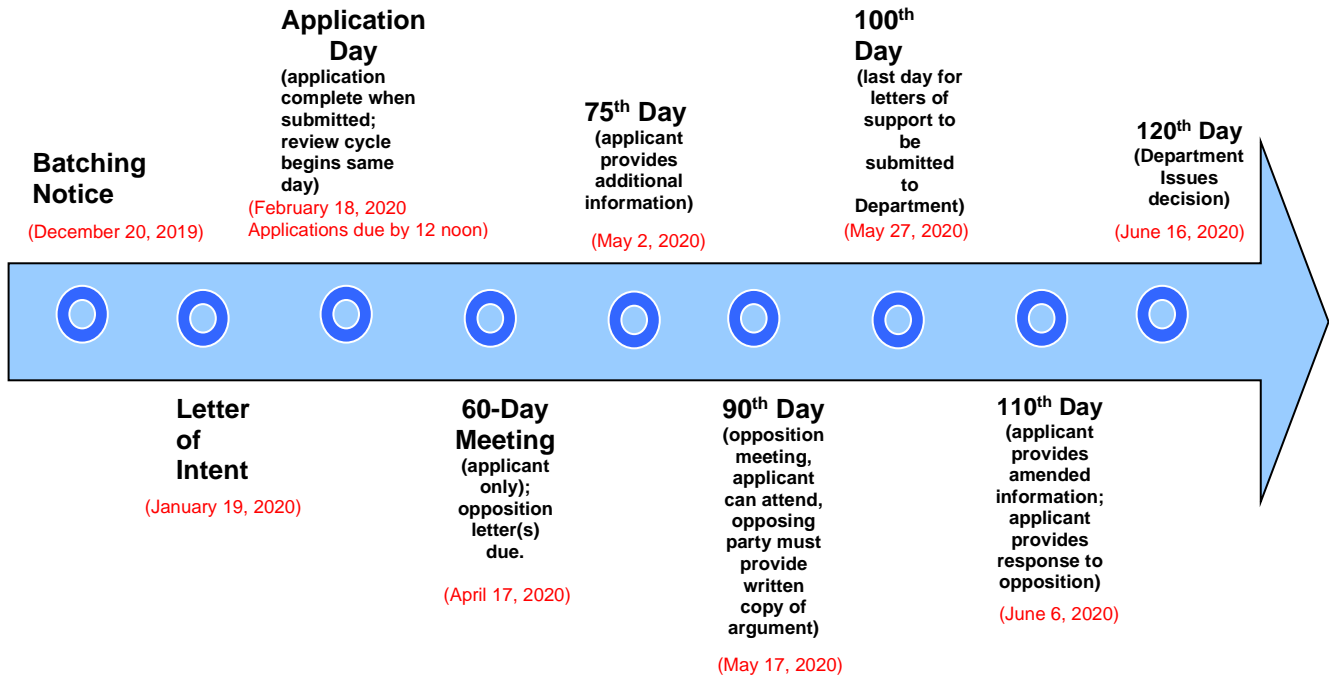 Batching
Notice
(December 20, 2019)
Letter
of
Intent
(January 19, 2020)
Application
Day
(application
complete when
submitted;
review cycle
begins same
day)
(February 18, 2020
Applications due by 12 noon)
60-Day
Meeting
(applicant
only);
opposition
letter(s)
due.
(April 17, 2020)
75th Day
(applicant
provides
additional
information)
(May 2, 2020)
90th Day
(opposition
meeting,
applicant
can attend,
opposing
party must
provide
written
copy of
argument)
(May 17, 2020)
100th
Day
(last day for
letters of
support to
be
submitted
to
Department)
(May 27, 2020)
110th Day
(applicant
provides
amended
information;
applicant
provides
response to
opposition)
(June 6, 2020)
120th Day
(Department
Issues
decision)
(June 16, 2020)